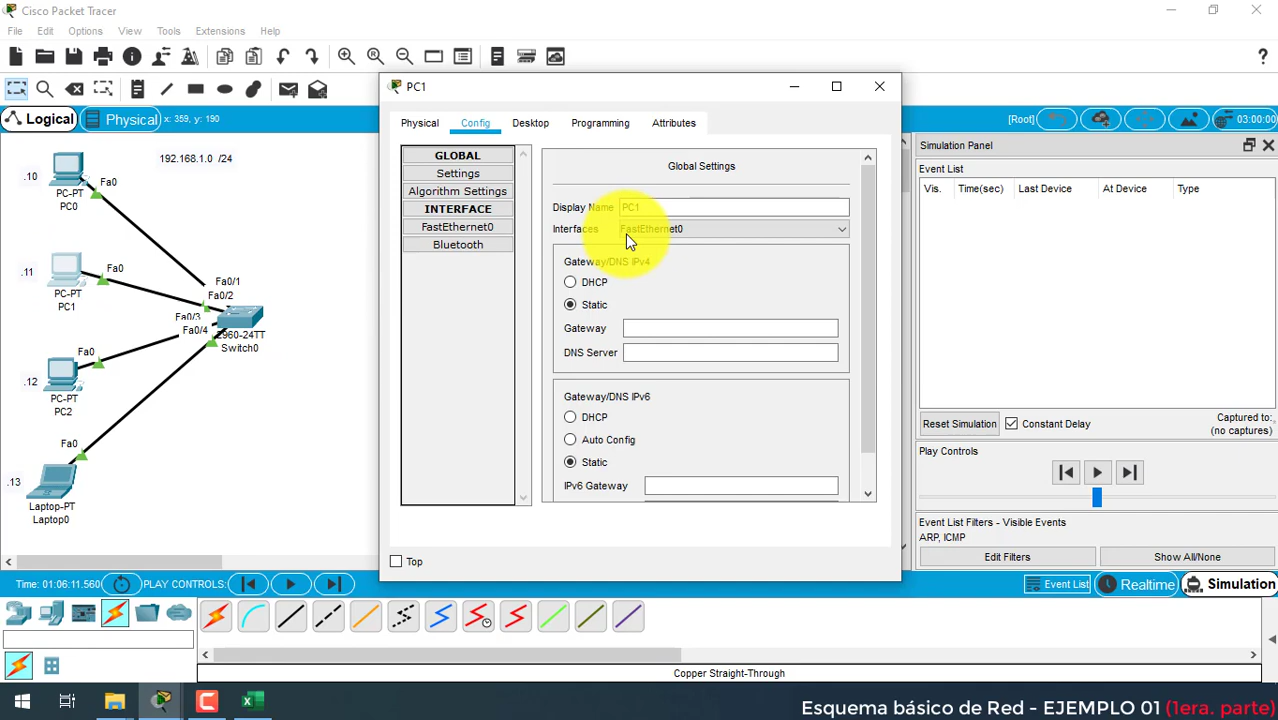 Cisco Packet Tracer
File Edit Options View Tools Extensions Help
Logical Physical x: 359, y: 190
[Root] 03:00:00
.10
PC-PT
PC0
Fa0
192.168.1.0 /24
.11
PC-PT
PC1
Fa0
Fa0/1
Fa0/2
Fa0/3
Fa0/4
2960-24TT
Switch0
.12
PC-PT
PC2
Fa0
.13
Laptop-PT
Laptop0
Fa0
PC1
Physical Config Desktop Programming Attributes
GLOBAL
Settings
Algorithm Settings
INTERFACE
FastEthernet0
Bluetooth
Global Settings
Display Name PC1
Interfaces FastEthernet0
Gateway/DNS IPv4
DHCP
Static
Gateway
DNS Server
Gateway/DNS IPv6
DHCP
Auto Config
Static
IPv6 Gateway
Top
Simulation Panel
Event List
Vis. Time(sec) Last Device At Device Type
Reset Simulation Constant Delay
Captured to:
(no captures)
Play Controls
Event List Filters - Visible Events
ARP, ICMP
Edit Filters Show All/None
Time: 01:06:11.560 PLAY CONTROLS:
Event List Realtime Simulation
Copper Straight-Through
Esquema básico de Red - EJEMPLO 01 (1era. parte)